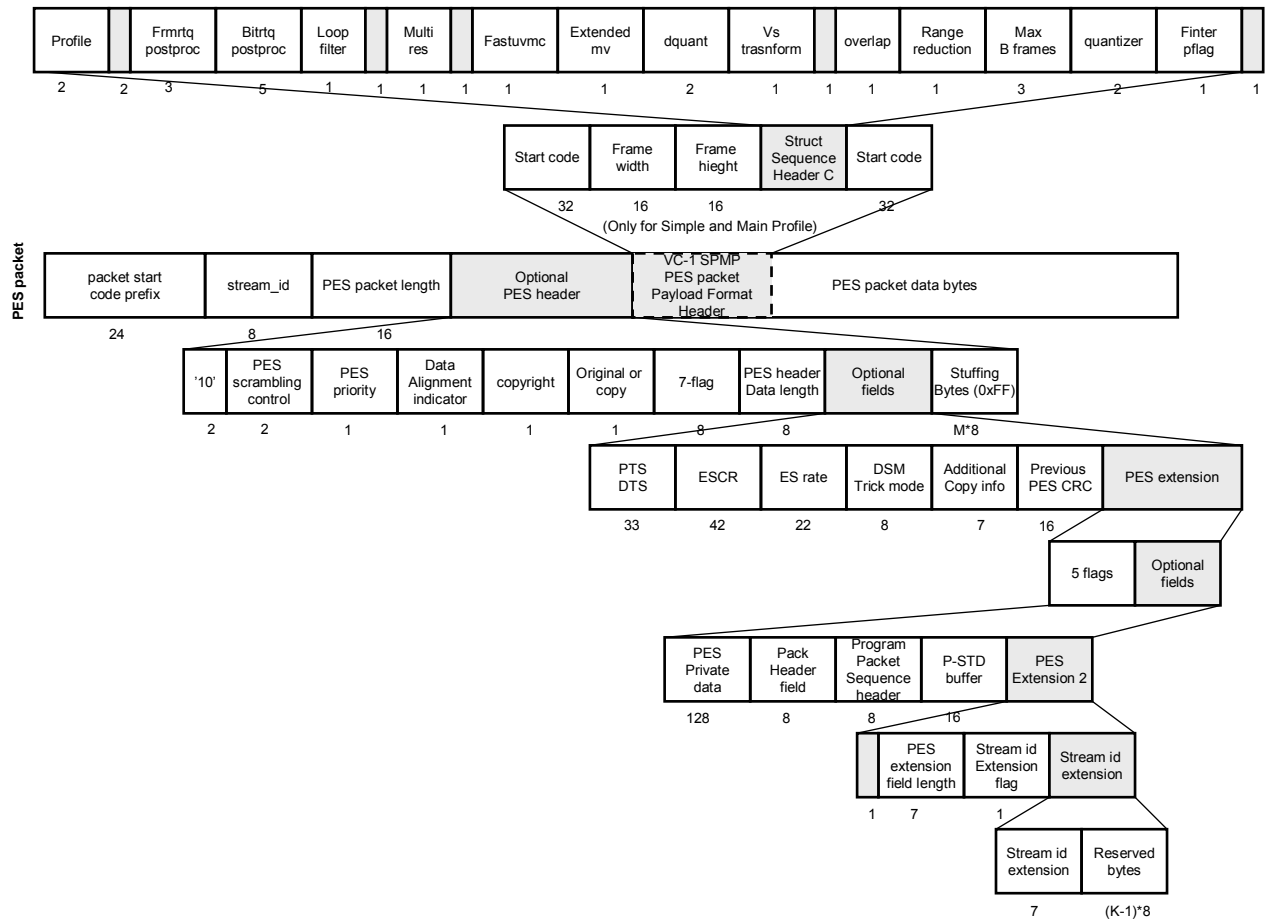 Profile
Frmrtq
postproc
Bitrtq
postproc
Loop
filter
Multi
res
Fastuvmc
Extended
mv
dquant
Vs
trasnform
overlap
Range
reduction
Max
B frames
quantizer
Finter
pflag
2 2 3 5 1 1 1 1 1 1 2 1 1 1 1 3 2 1 1
Start code
Frame
width
Frame
hieght
Struct
Sequence
Header C
Start code
32 16 16 32
(Only for Simple and Main Profile)
PES packet
packet start
code prefix
stream_id
PES packet length
Optional
PES header
VC-1 SPMP
PES packet
Payload Format
Header
PES packet data bytes
24 8 16
'10'
PES
scrambling
control
PES
priority
Data
Alignment
indicator
copyright
Original or
copy
7-flag
PES header
Data length
Optional
fields
Stuffing
Bytes (0xFF)
2 2 1 1 1 1 8 8 M*8
PTS
DTS
ESCR
ES rate
DSM
Trick mode
Additional
Copy info
Previous
PES CRC
PES extension
33 42 22 8 7 16
5 flags
Optional
fields
PES
Private
data
Pack
Header
field
Program
Packet
Sequence
header
P-STD
buffer
PES
Extension 2
128 8 8 16
PES
extension
field length
Stream id
Extension
flag
Stream id
extension
1 7 1
Stream id
extension
Reserved
bytes
7 (K-1)*8